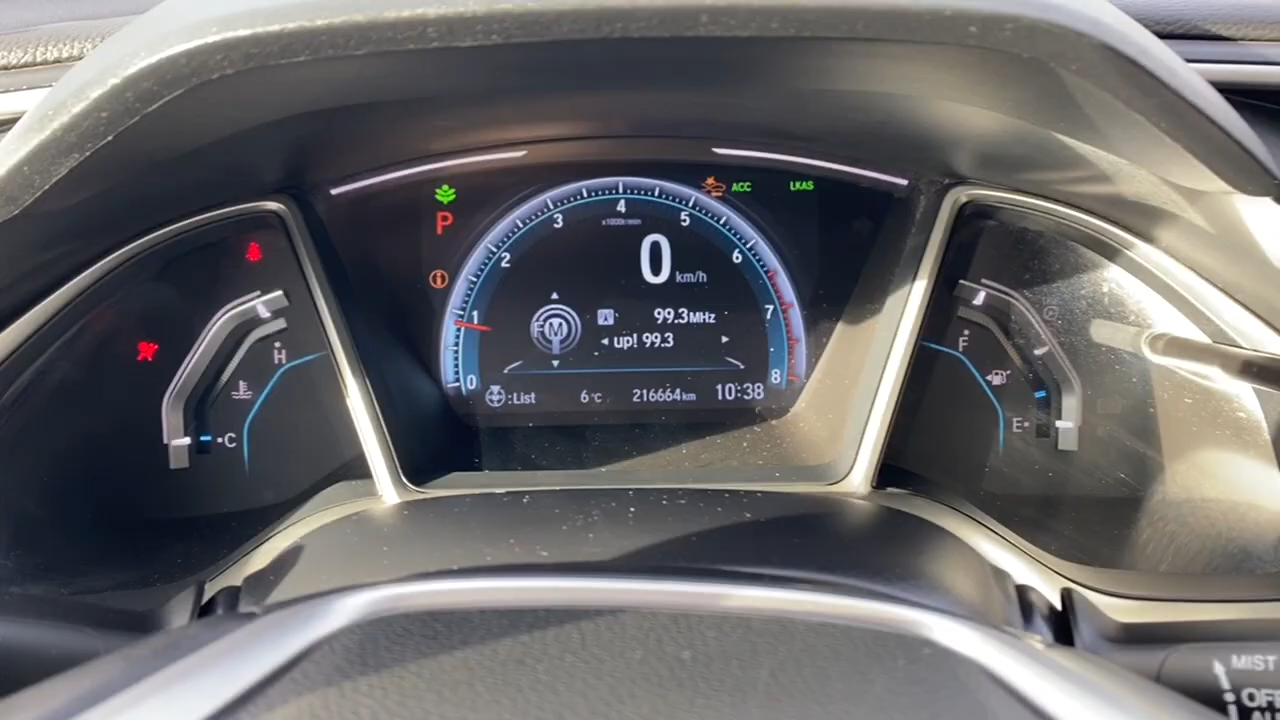 P
ACC
LKAS
0 1 2 3 4 5 6 7 8
x1000r/min
0 km/h
FM
99.3MHz
up! 99.3
:List
6°C
216664km
10:38
H
C
F
E
MIST
OFF